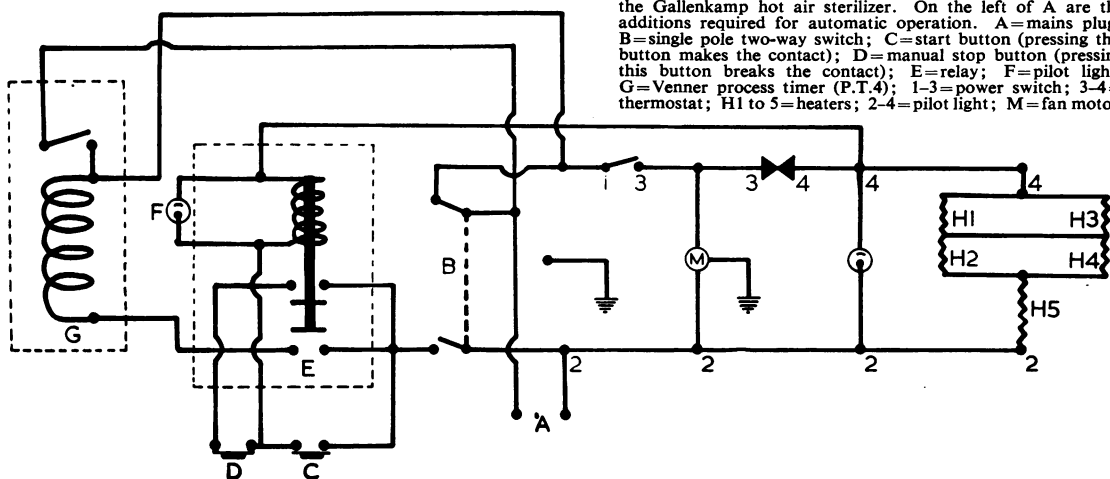 the Gallenkamp hot air sterilizer. On the left of A are
additions required for automatic operation. A=mains plug
B=single pole two-way switch; C=start button (pressing
button makes the contact); D=manual stop button (pressing
this button breaks the contact); E=relay; F=pilot light
G=Venner process timer (P.T.4); 1–3=power switch; 3–4=
thermostat; H1 to 5=heaters; 2–4=pilot light; M=fan motor
F
G
E
D
C
B
A
1
3
M
3
4
4
4
2
2
2
2
H1
H3
H2
H4
H5